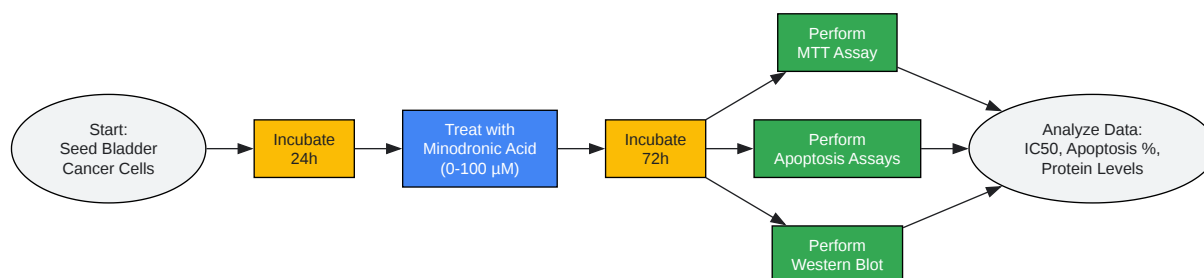 Start:
Seed Bladder
Cancer Cells
Incubate
24h
Treat with
Minodronic Acid
(0-100 µM)
Incubate
72h
Perform
MTT Assay
Perform
Apoptosis Assays
Perform
Western Blot
Analyze Data:
IC50, Apoptosis %,
Protein Levels